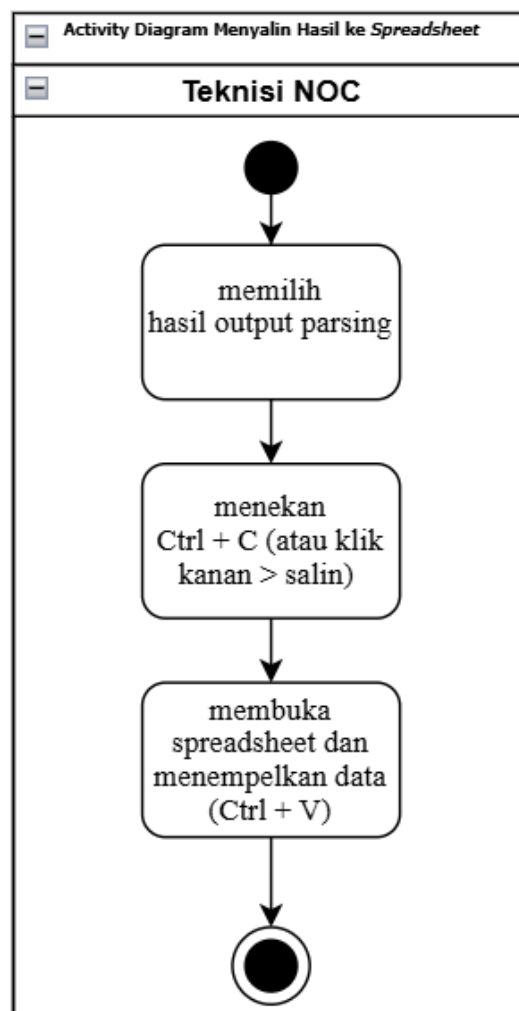 Activity Diagram Menyalin Hasil ke Spreadsheet
Teknisi NOC
memilih
hasil output parsing
menekan
Ctrl + C (atau klik
kanan > salin)
membuka
spreadsheet dan
menempelkan data
(Ctrl + V)